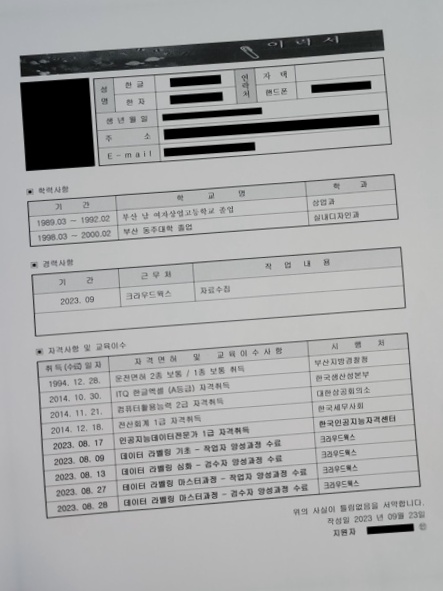 이 력 서
성명 한 글 연락처 자 택
한 자 핸드폰
생 년 월 일
주 소
E-mail
▣ 학력사항
기 간 학 교 명 학 과
1989.03 ~ 1992.02 부산 남 여자상업고등학교 졸업 상업과
1998.03 ~ 2000.02 부산 동주대학 졸업 실내디자인과
▣ 경력사항
기 간 근 무 처 작 업 내 용
2023. 09 크라우드웍스 자료수집
▣ 자격사항 및 교육이수
취득(수료)일자 자 격 면 허 및 교 육 이 수 사 항 시 행 처
1994. 12. 28. 운전면허 2종 보통 / 1종 보통 취득 부산지방경찰청
2014. 10. 30. ITQ 한글엑셀 (A등급) 자격취득 한국생산성본부
2014. 11. 21. 컴퓨터활용능력 2급 자격취득 대한상공회의소
2014. 12. 18. 전산회계 1급 자격취득 한국세무사회
2023. 08. 17 인공지능데이터전문가 1급 자격취득 한국인공지능자격센터
2023. 08. 09 데이터 라벨링 기초 - 작업자 양성과정 수료 크라우드웍스
2023. 08. 13 데이터 라벨링 심화 - 검수자 양성과정 수료 크라우드웍스
2023. 08. 27 데이터 라벨링 마스터과정 - 작업자 양성과정 수료 크라우드웍스
2023. 08. 28 데이터 라벨링 마스터과정 - 검수자 양성과정 수료 크라우드웍스
위의 사실이 틀림없음을 서약합니다.
작성일 2023 년 09월 23일
지원자 ㊞